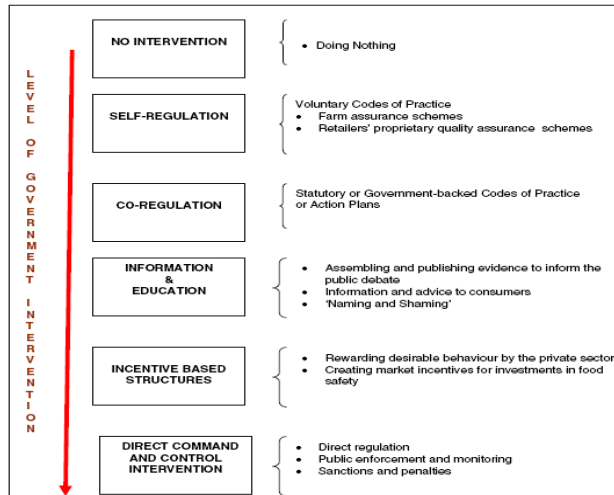 LEVEL OF GOVERNMENT INTERVENTION
NO INTERVENTION
• Doing Nothing
SELF-REGULATION
Voluntary Codes of Practice
• Farm assurance schemes
• Retailers' proprietary quality assurance schemes
CO-REGULATION
Statutory or Government-backed Codes of Practice
or Action Plans
INFORMATION
&
EDUCATION
• Assembling and publishing evidence to inform the
public debate
• Information and advice to consumers
• 'Naming and Shaming'
INCENTIVE BASED
STRUCTURES
• Rewarding desirable behaviour by the private sector
• Creating market incentives for investments in food
safety
DIRECT COMMAND
AND CONTROL
INTERVENTION
• Direct regulation
• Public enforcement and monitoring
• Sanctions and penalties